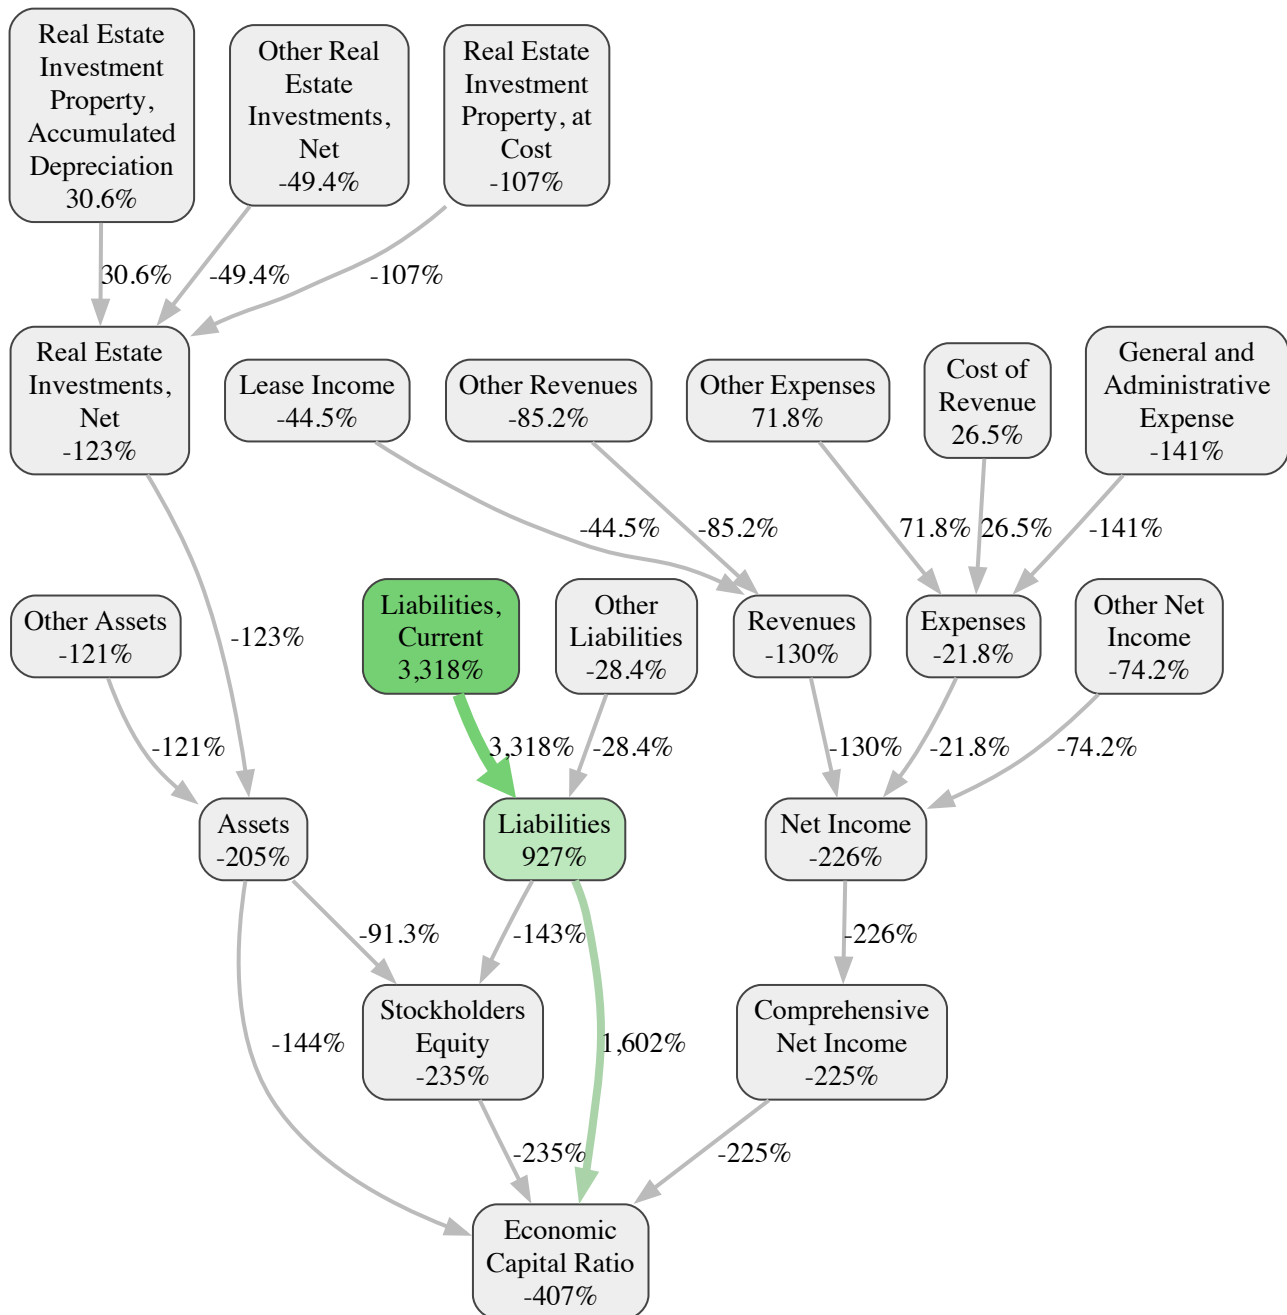 Real Estate
Investment
Property,
Accumulated
Depreciation
30.6%
Other Real
Estate
Investments,
Net
-49.4%
Real Estate
Investment
Property, at
Cost
-107%
30.6%
-49.4%
-107%
Real Estate
Investments,
Net
-123%
Lease Income
-44.5%
Other Revenues
-85.2%
Other Expenses
71.8%
Cost of
Revenue
26.5%
General and
Administrative
Expense
-141%
-44.5%
-85.2%
71.8%
26.5%
-141%
Other Assets
-121%
-123%
Liabilities,
Current
3,318%
Other
Liabilities
-28.4%
Revenues
-130%
Expenses
-21.8%
Other Net
Income
-74.2%
-121%
3,318%
-28.4%
-130%
-21.8%
-74.2%
Assets
-205%
Liabilities
927%
Net Income
-226%
-91.3%
-143%
-226%
-144%
Stockholders
Equity
-235%
1,602%
Comprehensive
Net Income
-225%
-235%
-225%
Economic
Capital Ratio
-407%